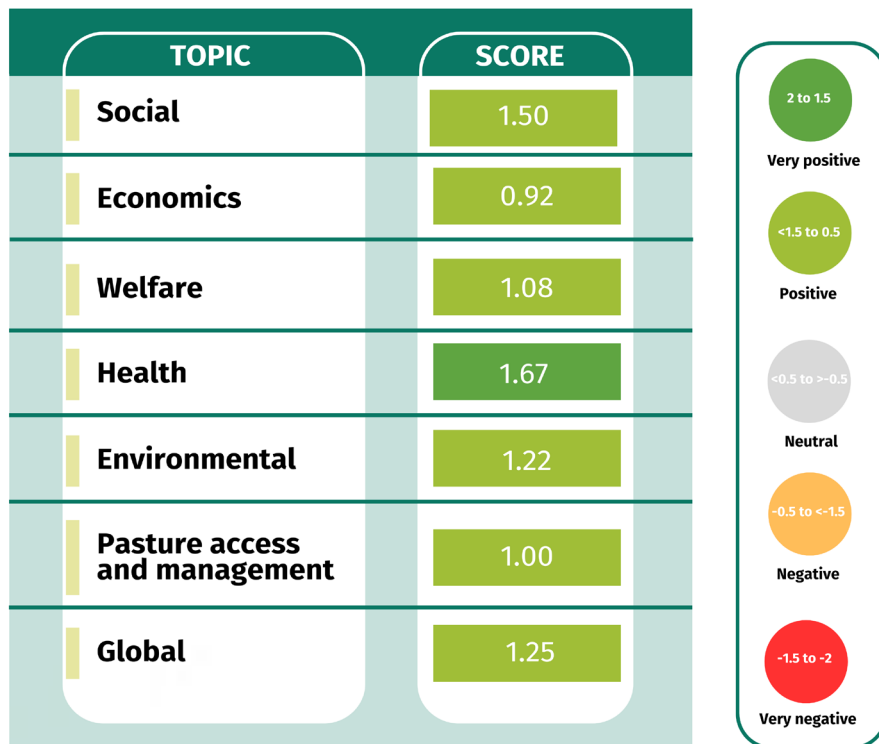 TOPIC SCORE
Social 1.50
Economics 0.92
Welfare 1.08
Health 1.67
Environmental 1.22
Pasture access
and management 1.00
Global 1.25
2 to 1.5
Very positive
<1.5 to 0.5
Positive
<0.5 to >-0.5
Neutral
-0.5 to <-1.5
Negative
-1.5 to -2
Very negative